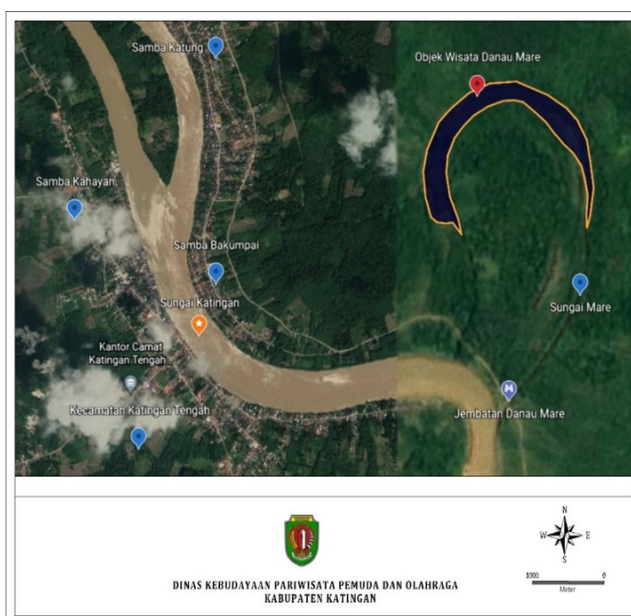 Samba Katung
Objek Wisata Danau Mare
Samba Kahayan
Samba Bakumpai
Sungai Katingan
Sungai Mare
Kantor Camat
Katingan Tengah...
Kecamatan Katingan Tengah
Jembatan Danau Mare
N
W E
S
1000 0
Meter
DINAS KEBUDAYAAN PARIWISATA PEMUDA DAN OLAHRAGA
KABUPATEN KATINGAN